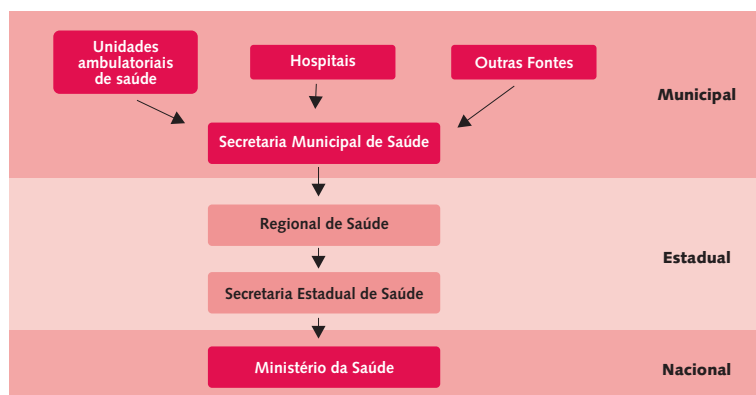 Unidades
ambulatoriais
de saúde
Hospitais
Outras Fontes
Municipal
Secretaria Municipal de Saúde
Regional de Saúde
Estadual
Secretaria Estadual de Saúde
Ministério da Saúde
Nacional